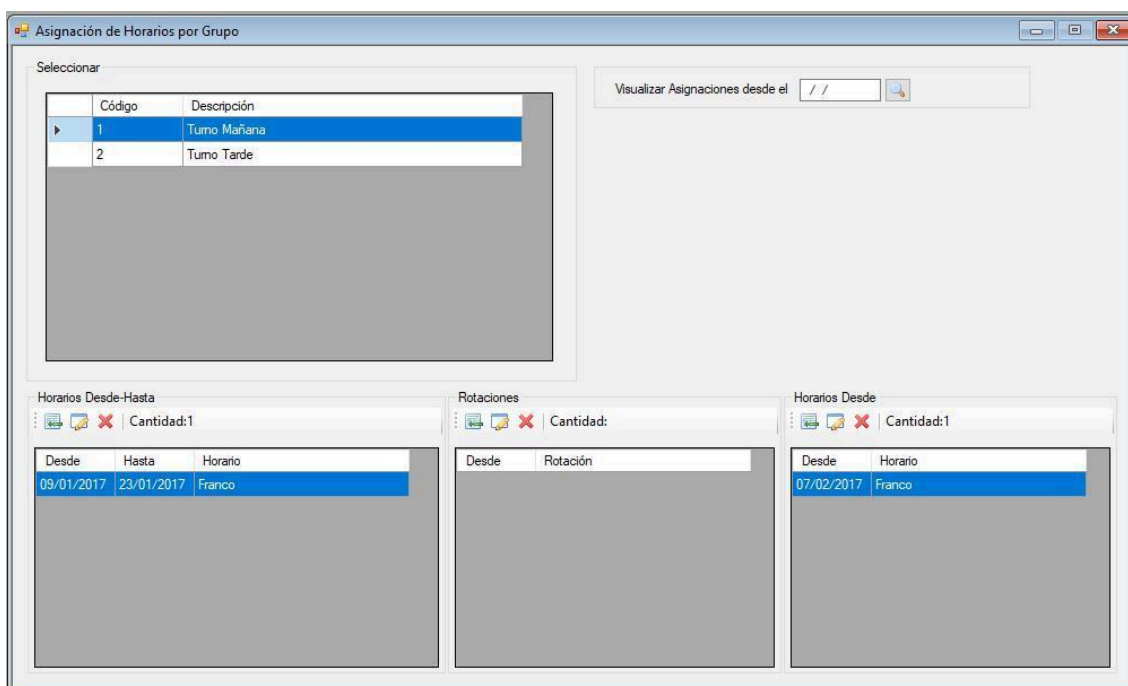 Asignación de Horarios por Grupo
Seleccionar
Visualizar Asignaciones desde el / /
Código Descripción
1 Turno Mañana
2 Turno Tarde
Horarios Desde-Hasta
Cantidad:1
Desde Hasta Horario
09/01/2017 23/01/2017 Franco
Rotaciones
Cantidad:
Desde Rotación
Horarios Desde
Cantidad:1
Desde Horario
07/02/2017 Franco